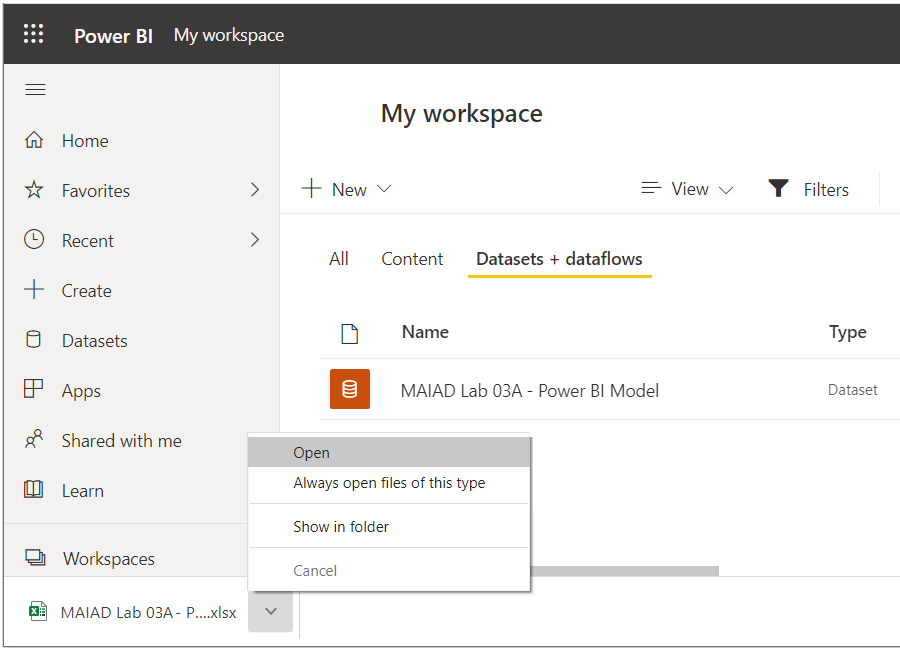 Power BI My workspace
My workspace
Home
Favorites
Recent
Create
Datasets
Apps
Shared with me
Learn
Workspaces
New
View
Filters
All Content Datasets + dataflows
Name Type
MAIAD Lab 03A - Power BI Model Dataset
Open
Always open files of this type
Show in folder
Cancel
MAIAD Lab 03A - P....xlsx